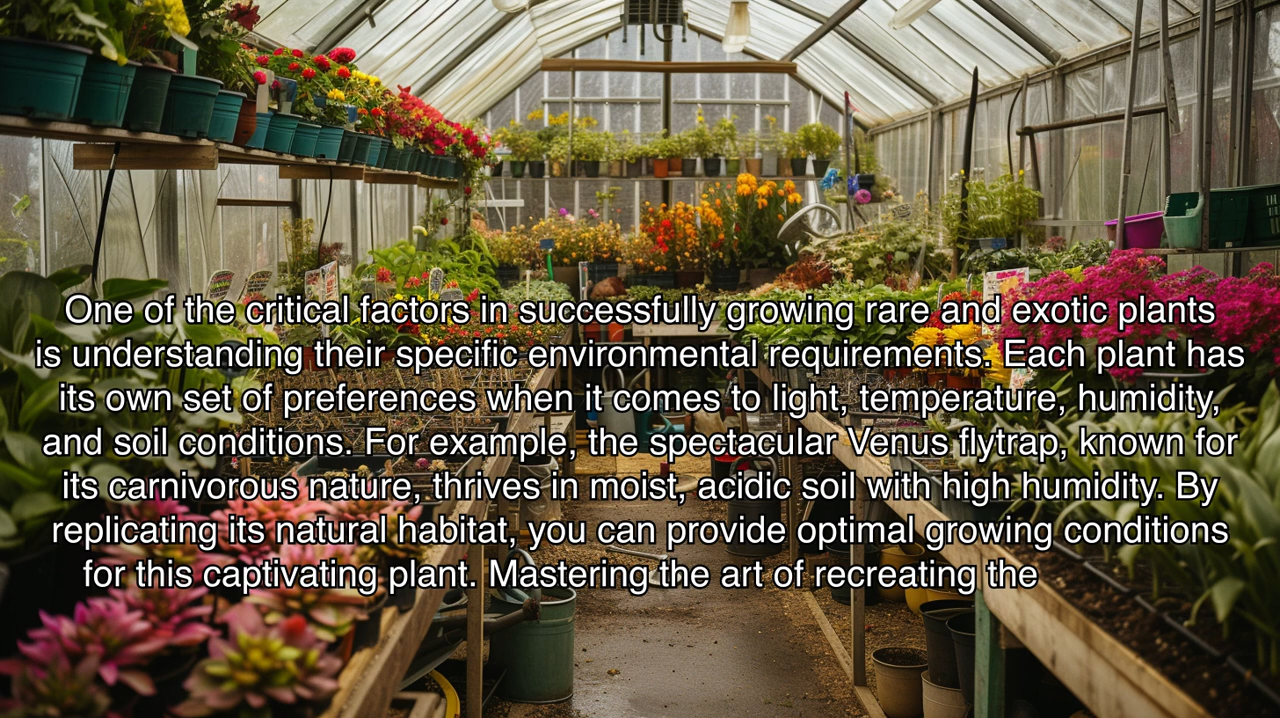 One of the critical factors in successfully growing rare and exotic plants
is understanding their specific environmental requirements. Each plant has
its own set of preferences when it comes to light, temperature, humidity,
and soil conditions. For example, the spectacular Venus flytrap, known for
its carnivorous nature, thrives in moist, acidic soil with high humidity. By
replicating its natural habitat, you can provide optimal growing conditions
for this captivating plant. Mastering the art of recreating the